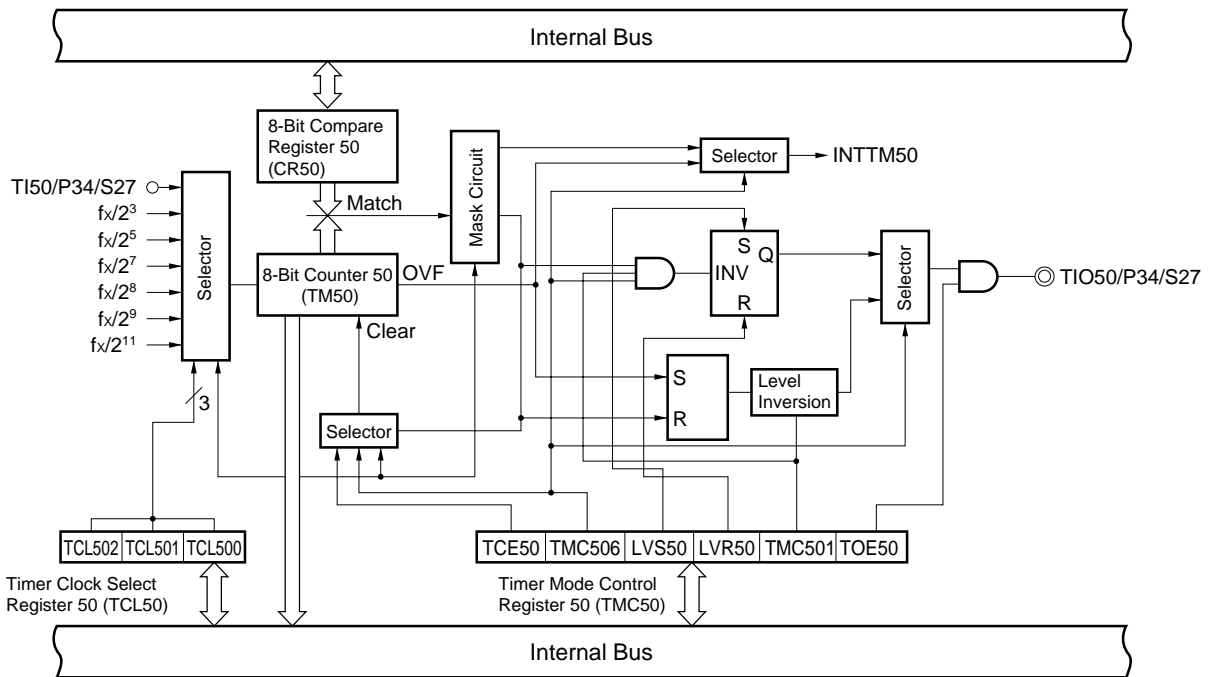 Internal Bus
8-Bit Compare
Register 50
(CR50)
Mask Circuit
Selector
INTTM50
TI50/P34/S27
fx/2³
fx/2⁵
fx/2⁷
fx/2⁸
fx/2⁹
fx/2¹¹
Selector
Match
8-Bit Counter 50
(TM50)
OVF
Clear
S
INV
Q
R
Selector
TIO50/P34/S27
S
R
Level
Inversion
3
Selector
TCL502 TCL501 TCL500
TCE50 TMC506 LVS50 LVR50 TMC501 TOE50
Timer Clock Select
Register 50 (TCL50)
Timer Mode Control
Register 50 (TMC50)
Internal Bus